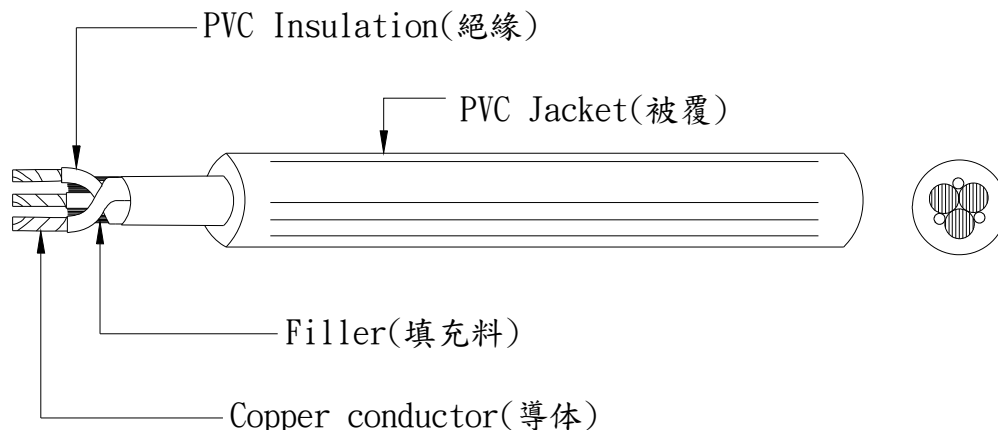 PVC Insulation(絕緣)
PVC Jacket(被覆)
Filler(填充料)
Copper conductor(導体)